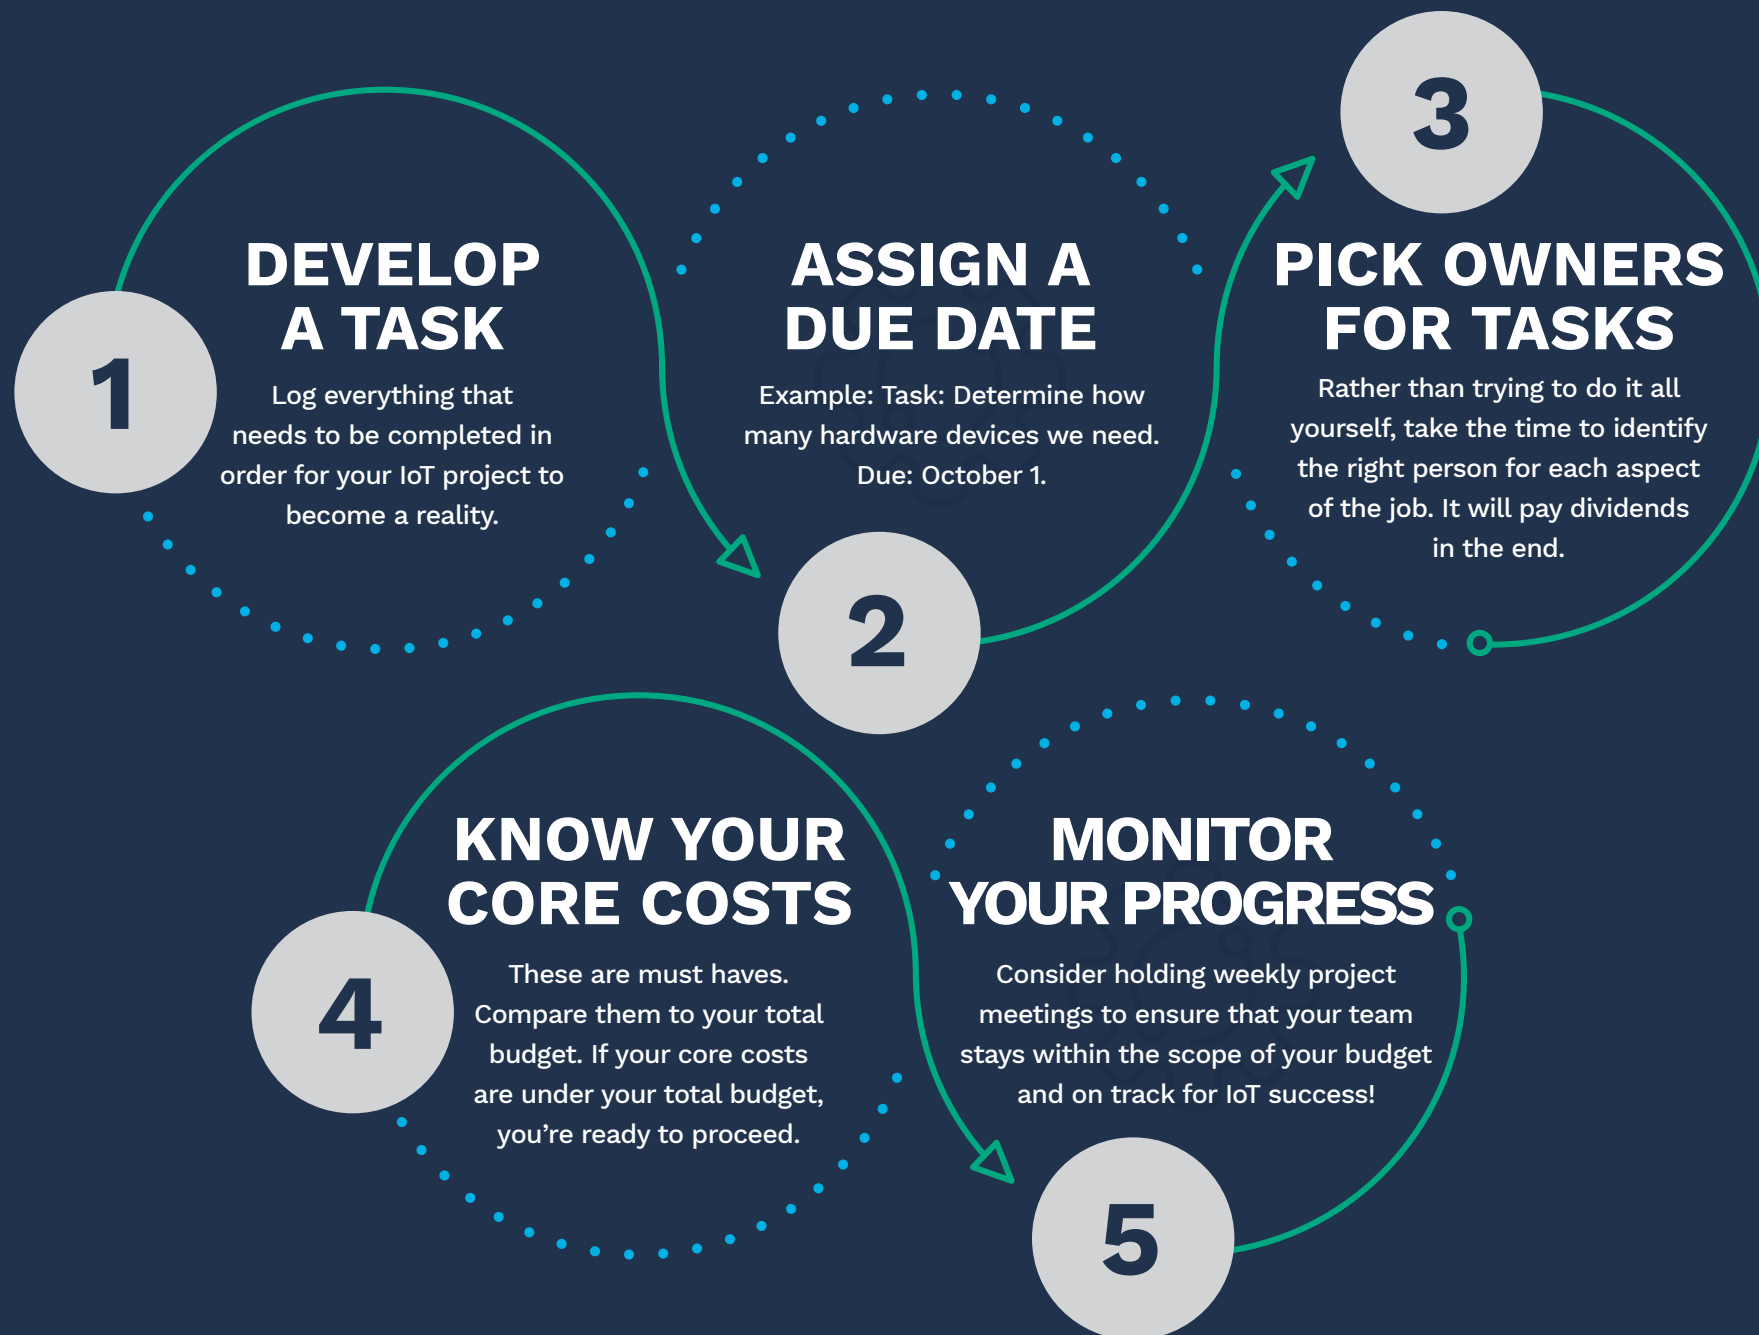 1
DEVELOP
A TASK
Log everything that
needs to be completed in
order for your IoT project to
become a reality.
2
ASSIGN A
DUE DATE
Example: Task: Determine how
many hardware devices we need.
Due: October 1.
3
PICK OWNERS
FOR TASKS
Rather than trying to do it all
yourself, take the time to identify
the right person for each aspect
of the job. It will pay dividends
in the end.
4
KNOW YOUR
CORE COSTS
These are must haves.
Compare them to your total
budget. If your core costs
are under your total budget,
you’re ready to proceed.
5
MONITOR
YOUR PROGRESS
Consider holding weekly project
meetings to ensure that your team
stays within the scope of your budget
and on track for IoT success!